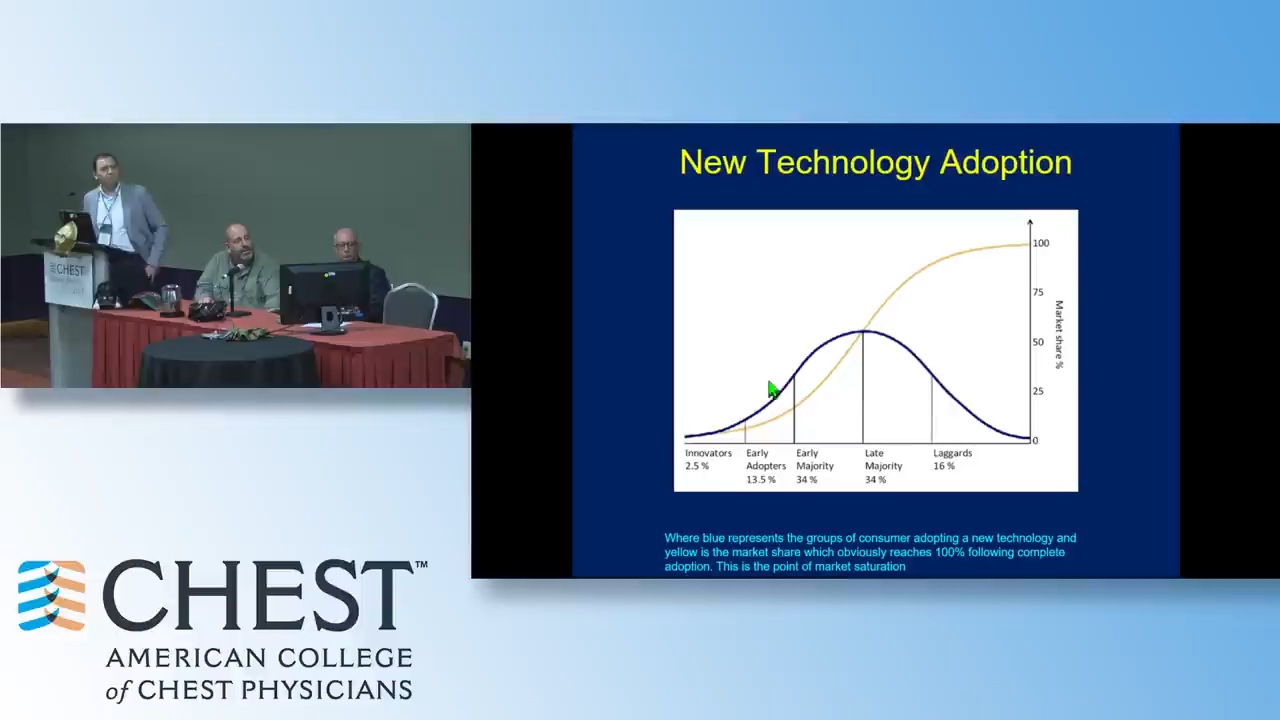 New Technology Adoption
100
75
50
25
0
Market share %
Innovators
2.5 %
Early
Adopters
13.5 %
Early
Majority
34 %
Late
Majority
34 %
Laggards
16 %
Where blue represents the groups of consumer adopting a new technology and
yellow is the market share which obviously reaches 100% following complete
adoption. This is the point of market saturation
CHEST
CHEST™
AMERICAN COLLEGE
of CHEST PHYSICIANS